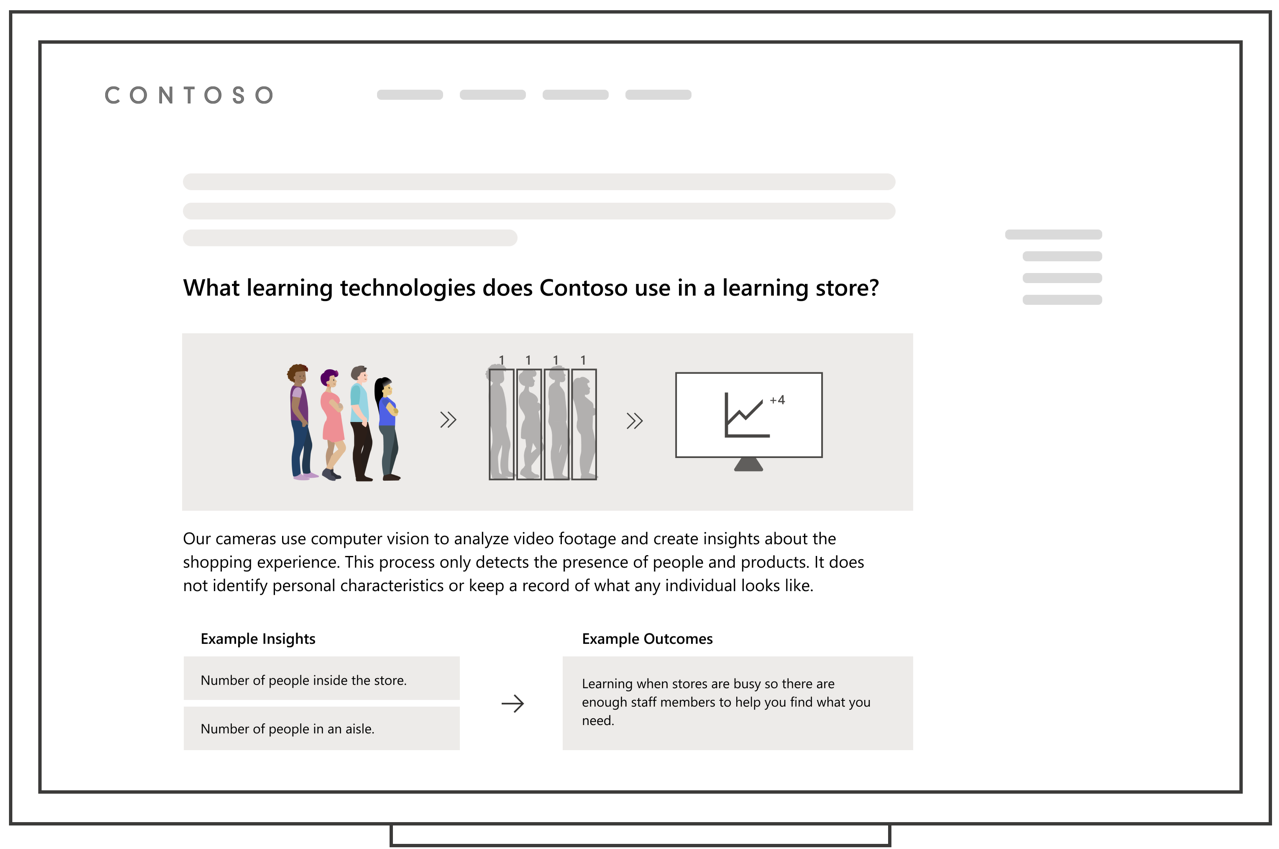 CONTOSO
What learning technologies does Contoso use in a learning store?
1 1 1 1
+4
Our cameras use computer vision to analyze video footage and create insights about the
shopping experience. This process only detects the presence of people and products. It does
not identify personal characteristics or keep a record of what any individual looks like.
Example Insights
Number of people inside the store.
Number of people in an aisle.
Example Outcomes
Learning when stores are busy so there are
enough staff members to help you find what you
need.